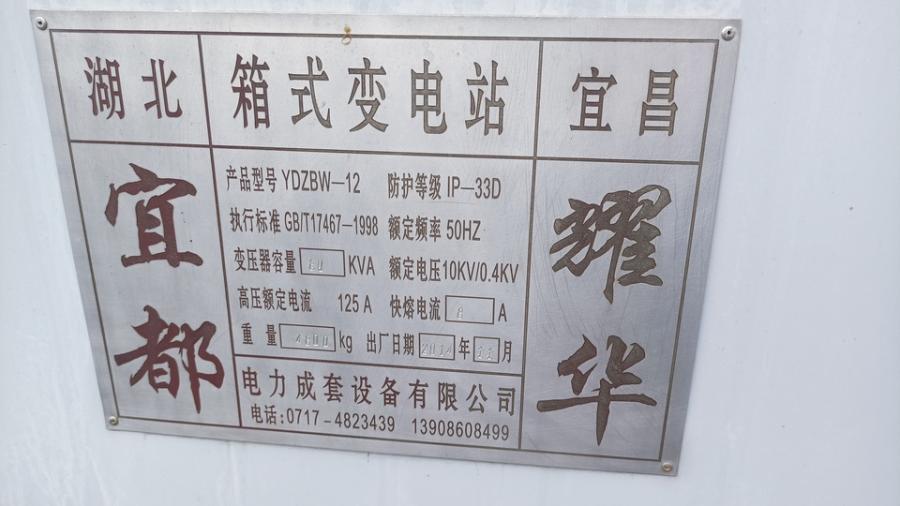 湖北
箱式变电站
宜昌
宜都
产品型号 YDZBW—12 防护等级 IP—33D
执行标准 GB/T17467—1998 额定频率 50HZ
变压器容量 KVA 额定电压10KV/0.4KV
高压额定电流 125 A 快熔电流 8 A
重量 4800 kg 出厂日期 2014 年 11 月
电力成套设备有限公司
电话:0717-4823439 13908608499
耀华